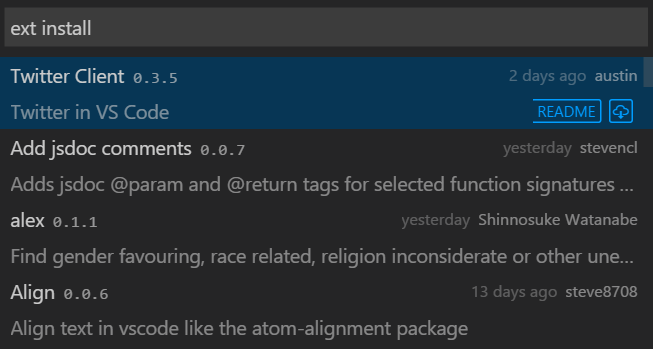 ext install
Twitter Client 0.3.5 2 days ago austin
Twitter in VS Code README
Add jsdoc comments 0.0.7 yesterday stevencl
Adds jsdoc @param and @return tags for selected function signatures ...
alex 0.1.1 yesterday Shinnosuke Watanabe
Find gender favouring, race related, religion inconsiderate or other une...
Align 0.0.6 13 days ago steve8708
Align text in vscode like the atom-alignment package